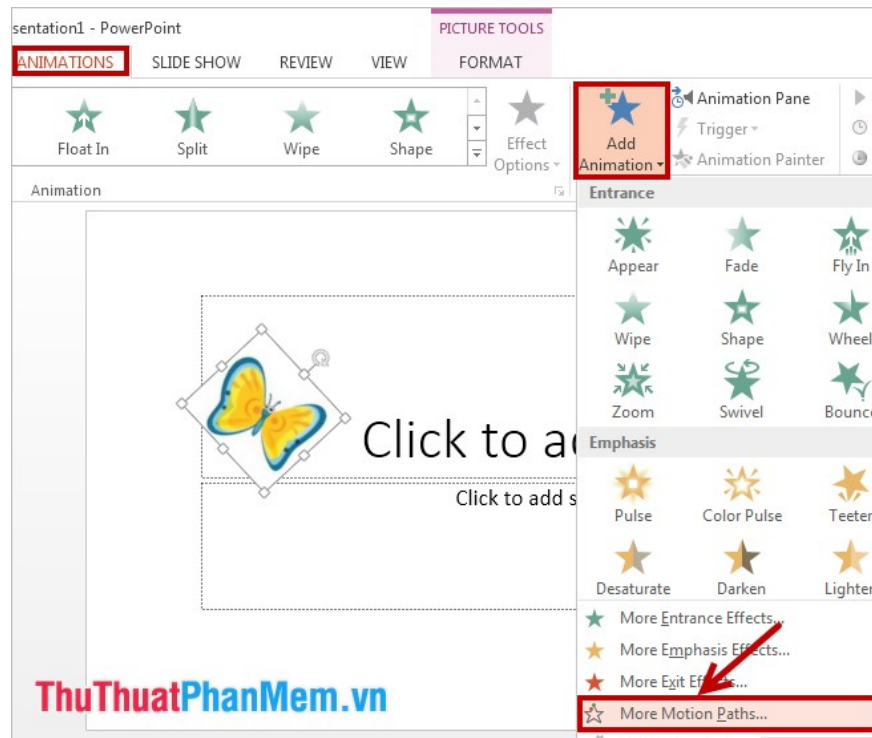 sentation1 - PowerPoint
PICTURE TOOLS
ANIMATIONS SLIDE SHOW REVIEW VIEW FORMAT
Float In Split Wipe Shape
Effect Options
Add Animation
Animation Pane
Trigger
Animation Painter
Animation
Entrance
Appear Fade Fly In
Wipe Shape Wheel
Zoom Swivel Bounc
Emphasis
Pulse Color Pulse Teeter
Desaturate Darken Lighter
More Entrance Effects...
More Emphasis Effects...
More Exit Effects...
More Motion Paths...
Click to a
Click to add s
ThuThuatPhanMem.vn